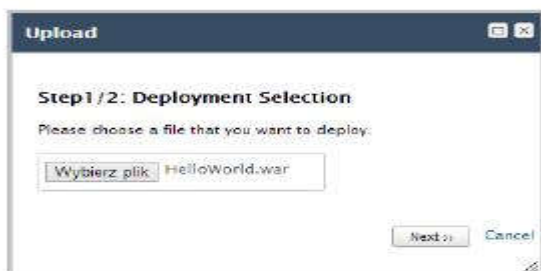 Upload
Step1/2: Deployment Selection
Please choose a file that you want to deploy.
Wybierz plik HelloWorld.war
Next >> Cancel